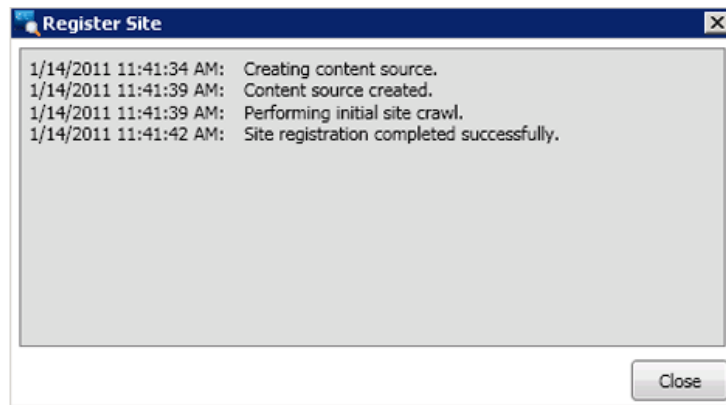 Register Site
1/14/2011 11:41:34 AM: Creating content source.
1/14/2011 11:41:39 AM: Content source created.
1/14/2011 11:41:39 AM: Performing initial site crawl.
1/14/2011 11:41:42 AM: Site registration completed successfully.
Close